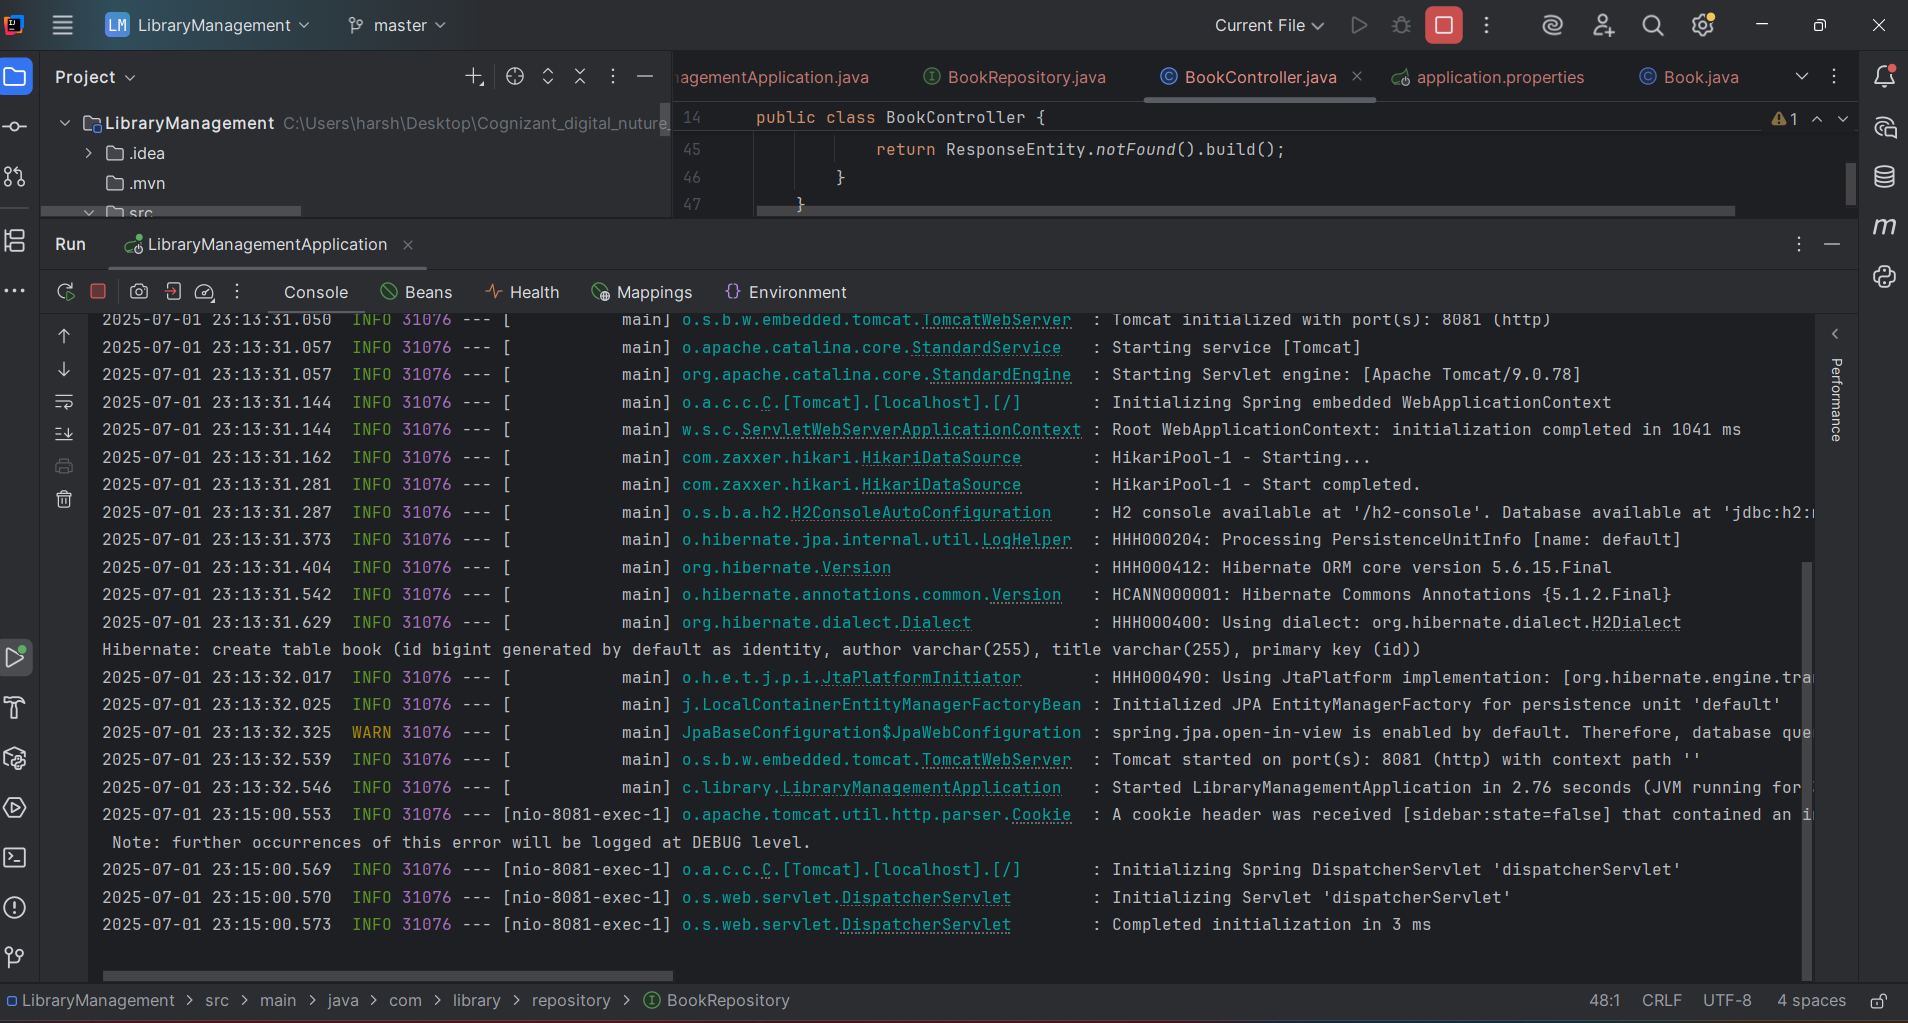 LM LibraryManagement master Current File
Project
agementApplication.java BookRepository.java BookController.java application.properties Book.java
LibraryManagement C:\Users\harsh\Desktop\Cognizant_digital_nuture_
.idea
.mvn
src
14 public class BookController { 1
45 return ResponseEntity.notFound().build();
46 }
47 }
Run LibraryManagementApplication
Console Beans Health Mappings Environment
2025-07-01 23:13:31.050 INFO 31076 --- [ main] o.s.b.w.embedded.tomcat.TomcatWebServer : Tomcat initialized with port(s): 8081 (http)
2025-07-01 23:13:31.057 INFO 31076 --- [ main] o.apache.catalina.core.StandardService : Starting service [Tomcat]
2025-07-01 23:13:31.057 INFO 31076 --- [ main] org.apache.catalina.core.StandardEngine : Starting Servlet engine: [Apache Tomcat/9.0.78]
2025-07-01 23:13:31.144 INFO 31076 --- [ main] o.a.c.c.C.[Tomcat].[localhost].[/] : Initializing Spring embedded WebApplicationContext
2025-07-01 23:13:31.144 INFO 31076 --- [ main] w.s.c.ServletWebServerApplicationContext : Root WebApplicationContext: initialization completed in 1041 ms
2025-07-01 23:13:31.162 INFO 31076 --- [ main] com.zaxxer.hikari.HikariDataSource : HikariPool-1 - Starting...
2025-07-01 23:13:31.281 INFO 31076 --- [ main] com.zaxxer.hikari.HikariDataSource : HikariPool-1 - Start completed.
2025-07-01 23:13:31.287 INFO 31076 --- [ main] o.s.b.a.h2.H2ConsoleAutoConfiguration : H2 console available at '/h2-console'. Database available at 'jdbc:h2:
2025-07-01 23:13:31.373 INFO 31076 --- [ main] o.hibernate.jpa.internal.util.LogHelper : HHH000204: Processing PersistenceUnitInfo [name: default]
2025-07-01 23:13:31.404 INFO 31076 --- [ main] org.hibernate.Version : HHH000412: Hibernate ORM core version 5.6.15.Final
2025-07-01 23:13:31.542 INFO 31076 --- [ main] o.hibernate.annotations.common.Version : HCANN000001: Hibernate Commons Annotations {5.1.2.Final}
2025-07-01 23:13:31.629 INFO 31076 --- [ main] org.hibernate.dialect.Dialect : HHH000400: Using dialect: org.hibernate.dialect.H2Dialect
Hibernate: create table book (id bigint generated by default as identity, author varchar(255), title varchar(255), primary key (id))
2025-07-01 23:13:32.017 INFO 31076 --- [ main] o.h.e.t.j.p.i.JtaPlatformInitiator : HHH000490: Using JtaPlatform implementation: [org.hibernate.engine.tra
2025-07-01 23:13:32.025 INFO 31076 --- [ main] j.LocalContainerEntityManagerFactoryBean : Initialized JPA EntityManagerFactory for persistence unit 'default'
2025-07-01 23:13:32.325 WARN 31076 --- [ main] JpaBaseConfiguration$JpaWebConfiguration : spring.jpa.open-in-view is enabled by default. Therefore, database que
2025-07-01 23:13:32.539 INFO 31076 --- [ main] o.s.b.w.embedded.tomcat.TomcatWebServer : Tomcat started on port(s): 8081 (http) with context path ''
2025-07-01 23:13:32.546 INFO 31076 --- [ main] c.library.LibraryManagementApplication : Started LibraryManagementApplication in 2.76 seconds (JVM running for
2025-07-01 23:15:00.553 INFO 31076 --- [nio-8081-exec-1] o.apache.tomcat.util.http.parser.Cookie : A cookie header was received [sidebar:state=false] that contained an i
Note: further occurrences of this error will be logged at DEBUG level.
2025-07-01 23:15:00.569 INFO 31076 --- [nio-8081-exec-1] o.a.c.c.C.[Tomcat].[localhost].[/] : Initializing Spring DispatcherServlet 'dispatcherServlet'
2025-07-01 23:15:00.570 INFO 31076 --- [nio-8081-exec-1] o.s.web.servlet.DispatcherServlet : Initializing Servlet 'dispatcherServlet'
2025-07-01 23:15:00.573 INFO 31076 --- [nio-8081-exec-1] o.s.web.servlet.DispatcherServlet : Completed initialization in 3 ms
Performance
LibraryManagement > src > main > java > com > library > repository > BookRepository 48:1 CRLF UTF-8 4 spaces